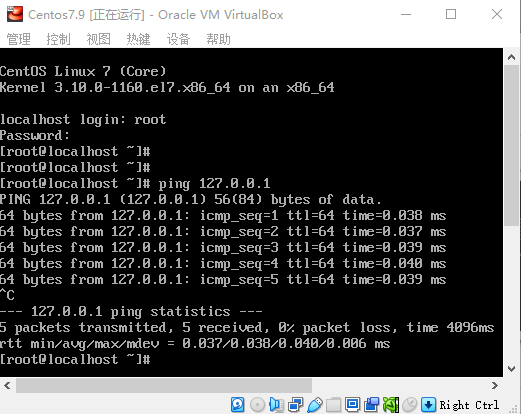 Centos7.9 [正在运行] - Oracle VM VirtualBox
管理 控制 视图 热键 设备 帮助
CentOS Linux 7 (Core)
Kernel 3.10.0-1160.el7.x86_64 on an x86_64
localhost login: root
Password:
[root@localhost ~]#
[root@localhost ~]#
[root@localhost ~]# ping 127.0.0.1
PING 127.0.0.1 (127.0.0.1) 56(84) bytes of data.
64 bytes from 127.0.0.1: icmp_seq=1 ttl=64 time=0.038 ms
64 bytes from 127.0.0.1: icmp_seq=2 ttl=64 time=0.037 ms
64 bytes from 127.0.0.1: icmp_seq=3 ttl=64 time=0.039 ms
64 bytes from 127.0.0.1: icmp_seq=4 ttl=64 time=0.040 ms
64 bytes from 127.0.0.1: icmp_seq=5 ttl=64 time=0.039 ms
^C
--- 127.0.0.1 ping statistics ---
5 packets transmitted, 5 received, 0% packet loss, time 4096ms
rtt min/avg/max/mdev = 0.037/0.038/0.040/0.006 ms
[root@localhost ~]#
Right Ctrl